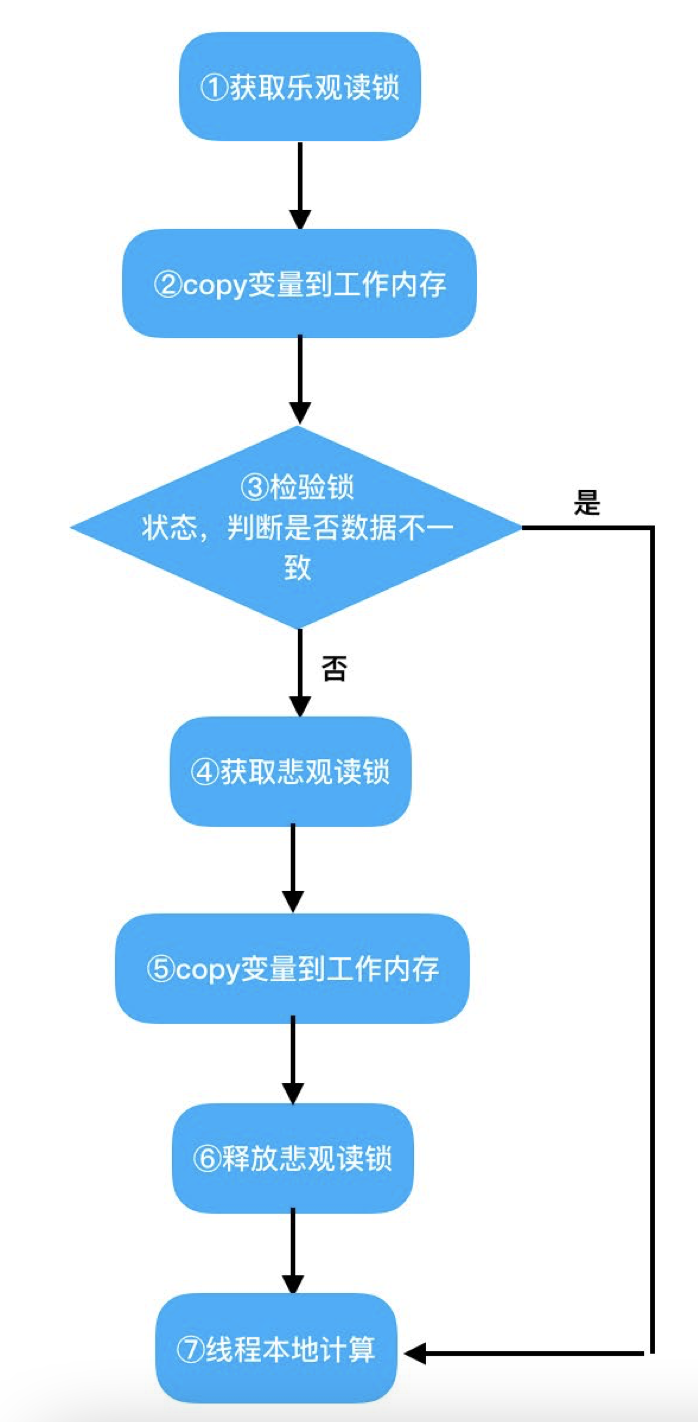 ①获取乐观读锁
②copy变量到工作内存
③检验锁
状态，判断是否数据不一
致
是
否
④获取悲观读锁
⑤copy变量到工作内存
⑥释放悲观读锁
⑦线程本地计算